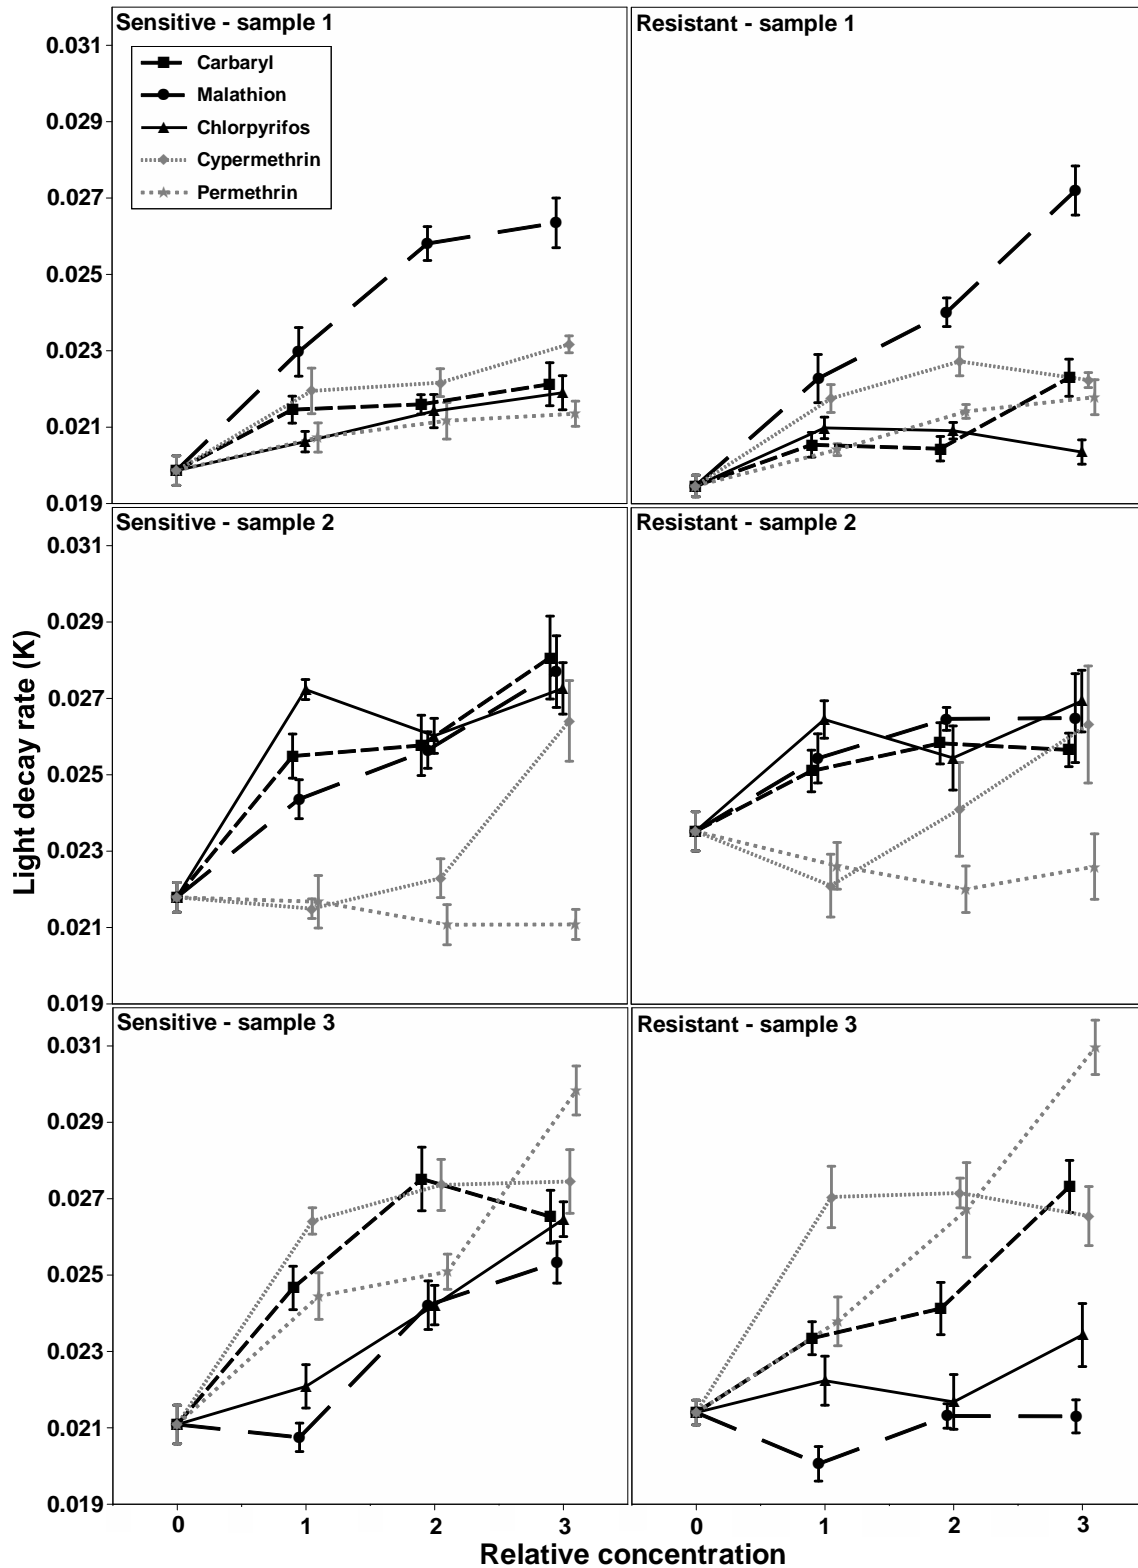 Sensitive - sample 1
Resistant - sample 1
0.031
0.029
0.027
0.025
0.023
0.021
0.019
Carbaryl
Malathion
Chlorpyrifos
Cypermethrin
Permethrin
Sensitive - sample 2
Resistant - sample 2
0.031
0.029
0.027
0.025
0.023
0.021
0.019
Light decay rate (K)
Sensitive - sample 3
Resistant - sample 3
0.031
0.029
0.027
0.025
0.023
0.021
0.019
0 1 2 3 0 1 2 3
Relative concentration